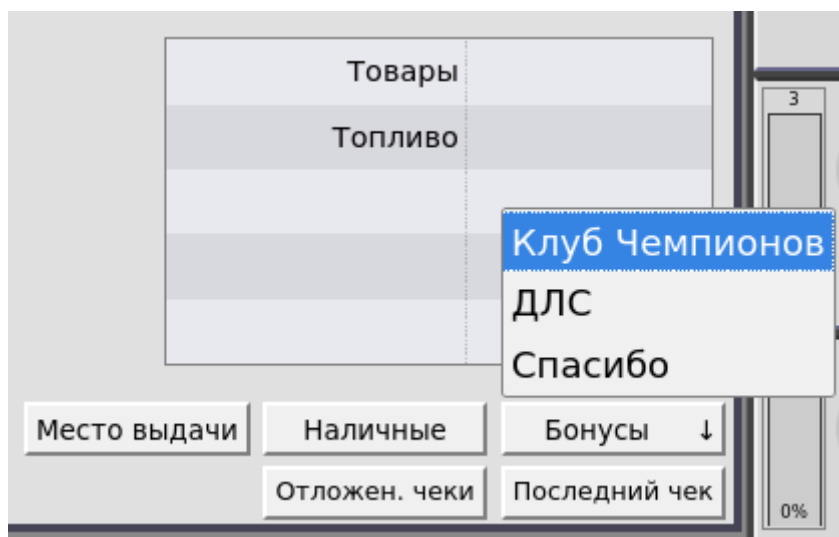 Товары
3
Топливо
Клуб Чемпионов
ДЛС
Спасибо
Место выдачи
Наличные
Бонусы ↓
Отложен. чеки
Последний чек
0%